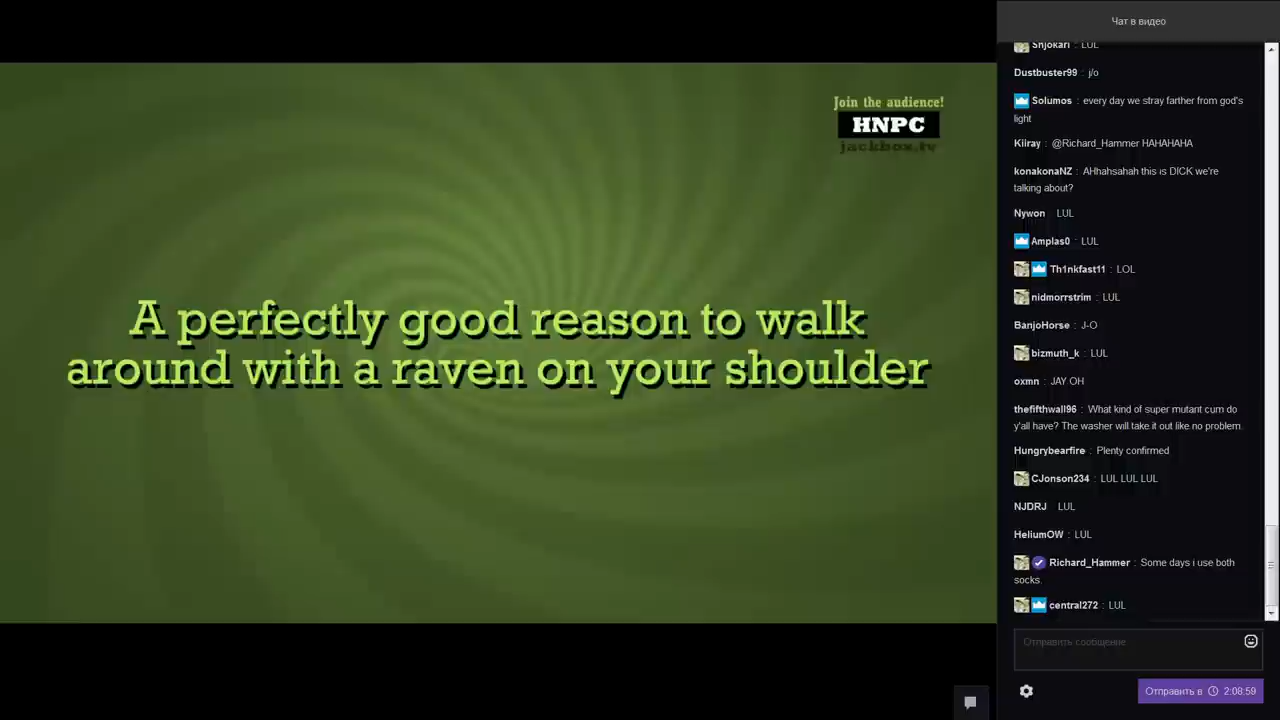 Чат в видео
Join the audience!
HNPC
jackbox.tv
A perfectly good reason to walk
around with a raven on your shoulder
Snjokari : LUL
Dustbuster99 : j/o
Solumos : every day we stray farther from god's
light
Kiiray : @Richard_Hammer HAHAHAHA
konakonaNZ : AHhahsahah this is DICK we're
talking about?
Nywon LUL
Amplas0 : LUL
Th1nkfast11 : LOL
nidmorrstrim : LUL
BanjoHorse : J-O
bizmuth_k : LUL
oxmn : JAY OH
thefifthwall96 : What kind of super mutant cum do
y'all have? The washer will take it out like no problem.
Hungrybearfire : Plenty confirmed
CJonson234 : LUL LUL LUL
NJDRJ LUL
HeliumOW : LUL
Richard_Hammer : Some days i use both
socks.
central272 : LUL
Отправить сообщение
Отправить в 2:08:59